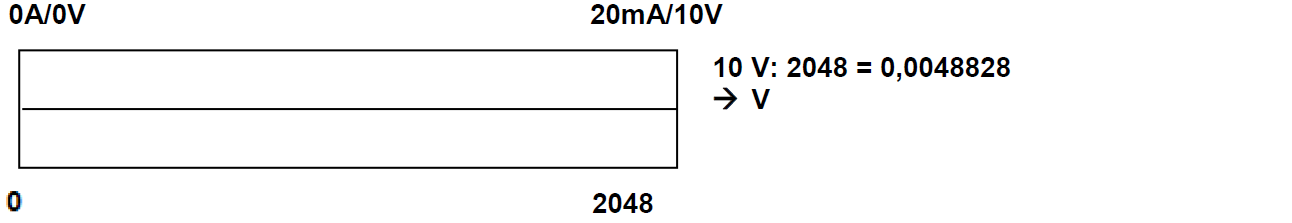 0A/0V 20mA/10V
10 V: 2048 = 0,0048828
→ V
0 2048